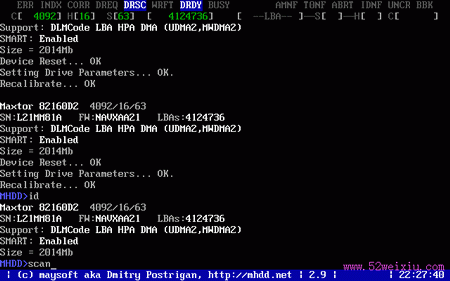 ERR INDX CORR DREQ DRSC WRFT DRDY BUSY AMNF T0NF ABRT IDNF UNCR BBK
C[ 4092] H[16] S[63] [ 4124736] [ --LBA-- ]--S[ ]--H[ ]--[ ]
Support: DLMCode LBA HPA DMA (UDMA2,MWDMA2)
SMART: Enabled
Size = 2014Mb
Device Reset... OK
Setting Drive Parameters... OK.
Recalibrate... OK
Maxtor 82160D2 4092/16/63
SN:L21MM81A FW:NAVXAA21 LBAs:4124736
Support: DLMCode LBA HPA DMA (UDMA2,MWDMA2)
SMART: Enabled
Size = 2014Mb
Device Reset... OK
Setting Drive Parameters... OK.
Recalibrate... OK
MHDD>id
Maxtor 82160D2 4092/16/63
SN:L21MM81A FW:NAVXAA21 LBAs:4124736
Support: DLMCode LBA HPA DMA (UDMA2,MWDMA2)
SMART: Enabled
Size = 2014Mb
MHDD>scan_
www.52weixiu.com
| (c) maysoft aka Dmitry Postrigan, http://mhdd.net | 2.9 | | 22:27:40